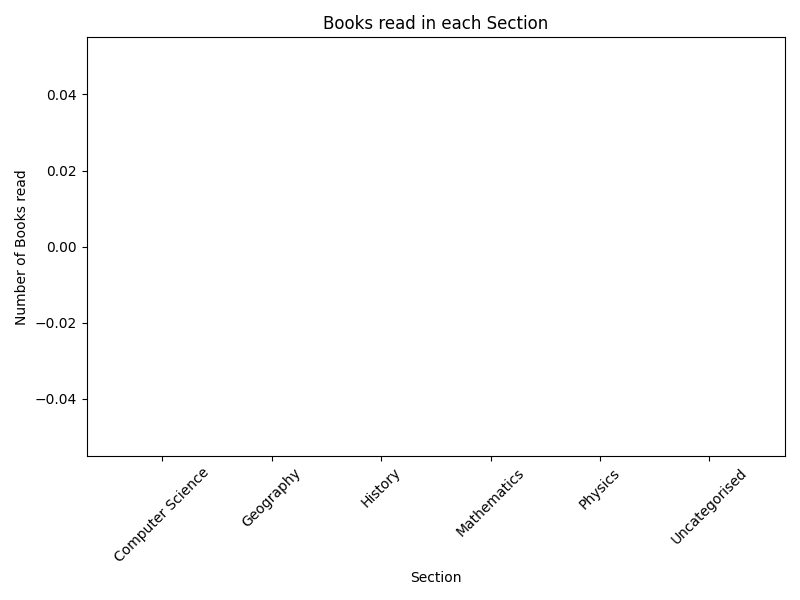 Books read in each Section
Number of Books read
0.04
0.02
0.00
−0.02
−0.04
Computer Science
Geography
History
Mathematics
Physics
Uncategorised
Section